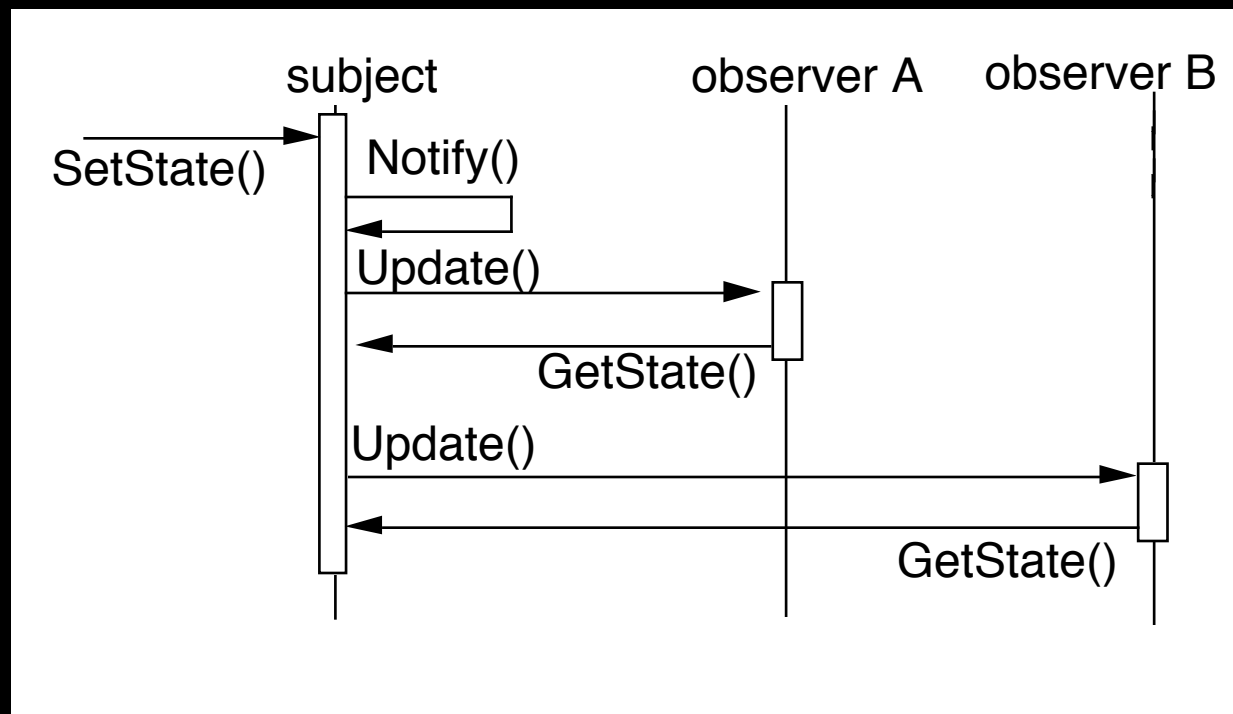 subject
observer A
observer B
SetState()
Notify()
Update()
GetState()
Update()
GetState()